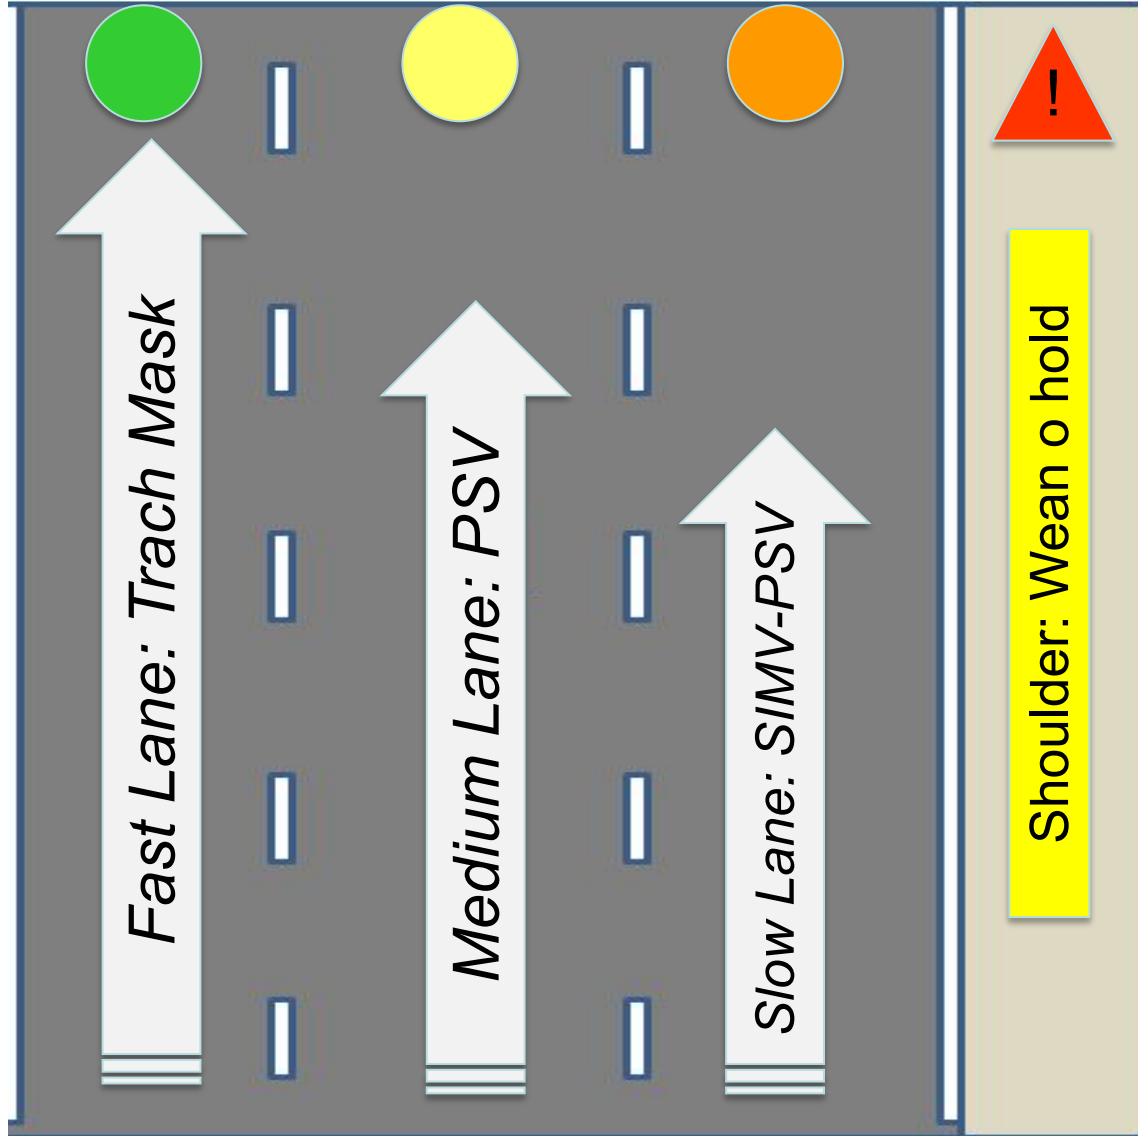 Fast Lane: Trach Mask
Medium Lane: PSV
Slow Lane: SIMV-PSV
!
Shoulder: Wean o hold